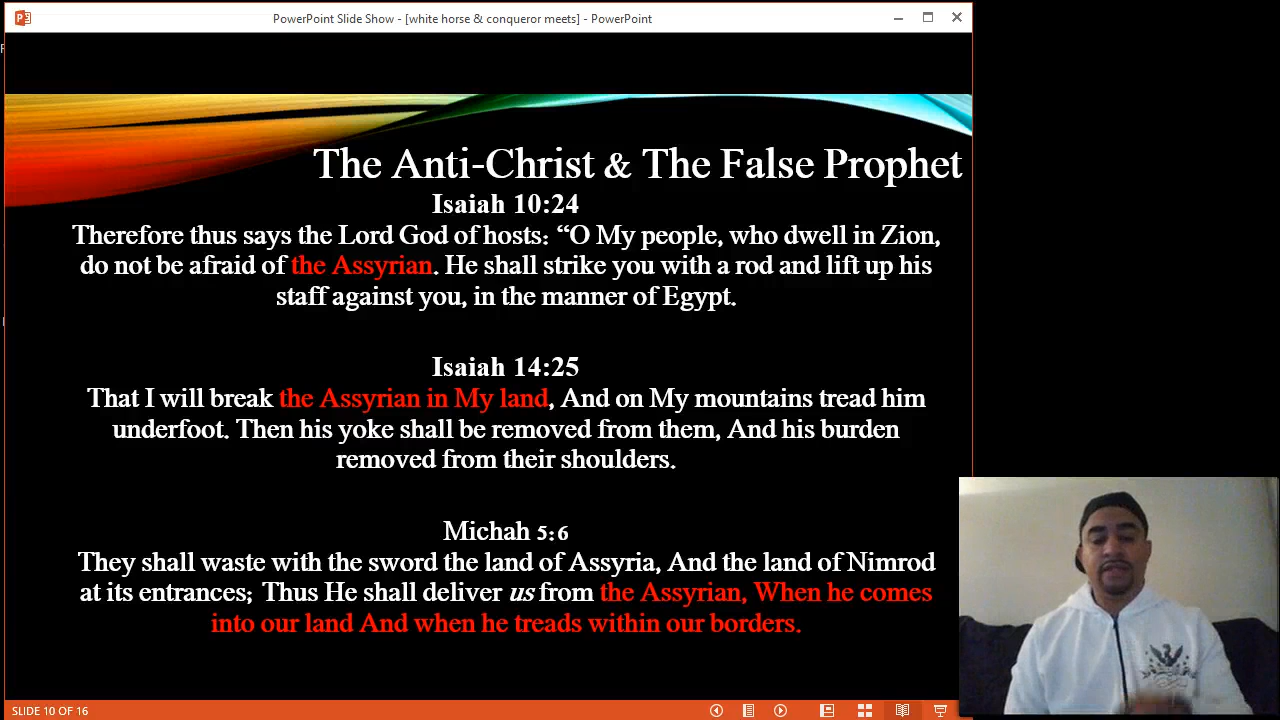 PowerPoint Slide Show - [white horse & conqueror meets] - PowerPoint
The Anti-Christ & The False Prophet
Isaiah 10:24
Therefore thus says the Lord God of hosts: “O My people, who dwell in Zion,
do not be afraid of the Assyrian. He shall strike you with a rod and lift up his
staff against you, in the manner of Egypt.
Isaiah 14:25
That I will break the Assyrian in My land, And on My mountains tread him
underfoot. Then his yoke shall be removed from them, And his burden
removed from their shoulders.
Michah 5:6
They shall waste with the sword the land of Assyria, And the land of Nimrod
at its entrances; Thus He shall deliver us from the Assyrian, When he comes
into our land And when he treads within our borders.
SLIDE 10 OF 16